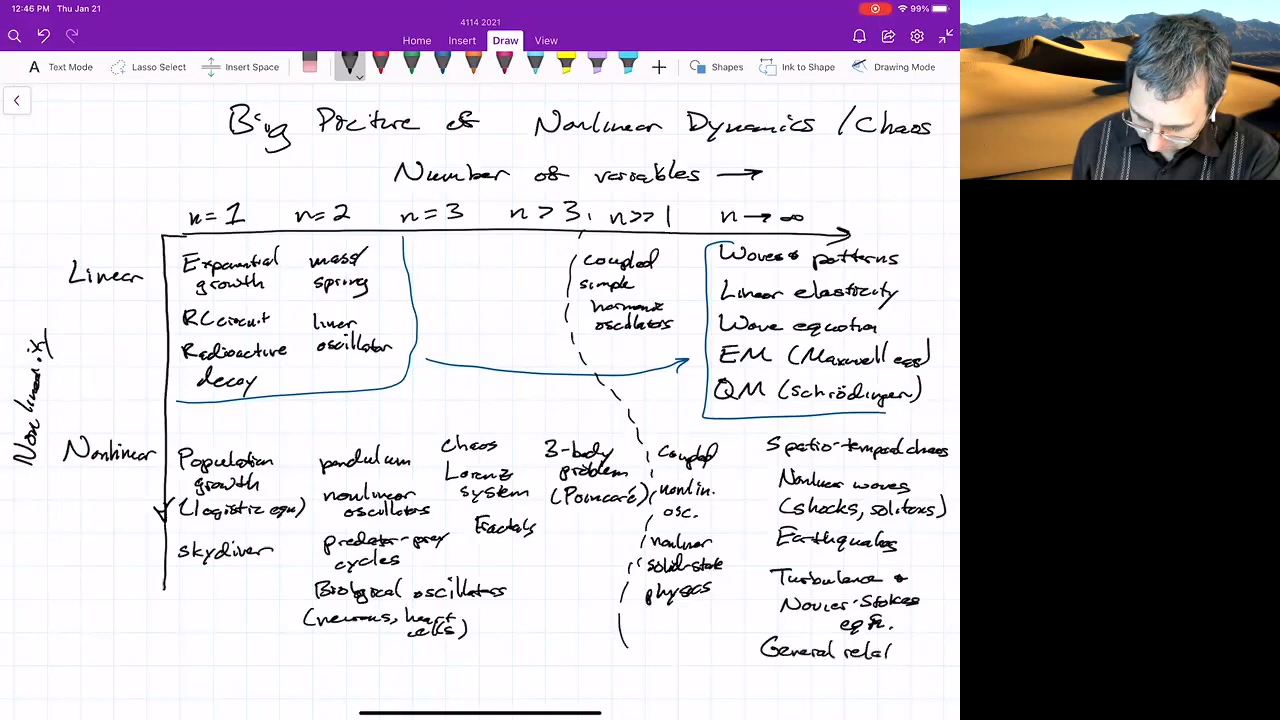 12:46 PM Thu Jan 21
99%
4114 2021
Home Insert Draw View
Text Mode Lasso Select Insert Space Shapes Ink to Shape Drawing Mode
Big Picture of Nonlinear Dynamics / Chaos
Number of variables →
n = 1 n = 2 n = 3 n > 3, n >> 1 n → ∞
Linear
Exponential
growth
RC circuit
Radioactive
decay
mass/
spring
linear
oscillator
coupled
simple
harmonic
oscillators
Waves & patterns
Linear elasticity
Wave equation
EM (Maxwell eqs)
QM (Schrödinger)
Nonlinearity
Nonlinear
Population
growth
(logistic eqn)
skydiver
pendulum
nonlinear
oscillators
predator-prey
cycles
Biological oscillators
(neurons, heart
cells)
Chaos
Lorenz
system
Fractals
3-body
problem
(Poincaré)
coupled
nonlin.
osc.
nonlinear
solid-state
physics
Spatio-temporal chaos
Nonlinear waves
(shocks, solitons)
Earthquakes
Turbulence &
Navier-Stokes
eqn.
General relat